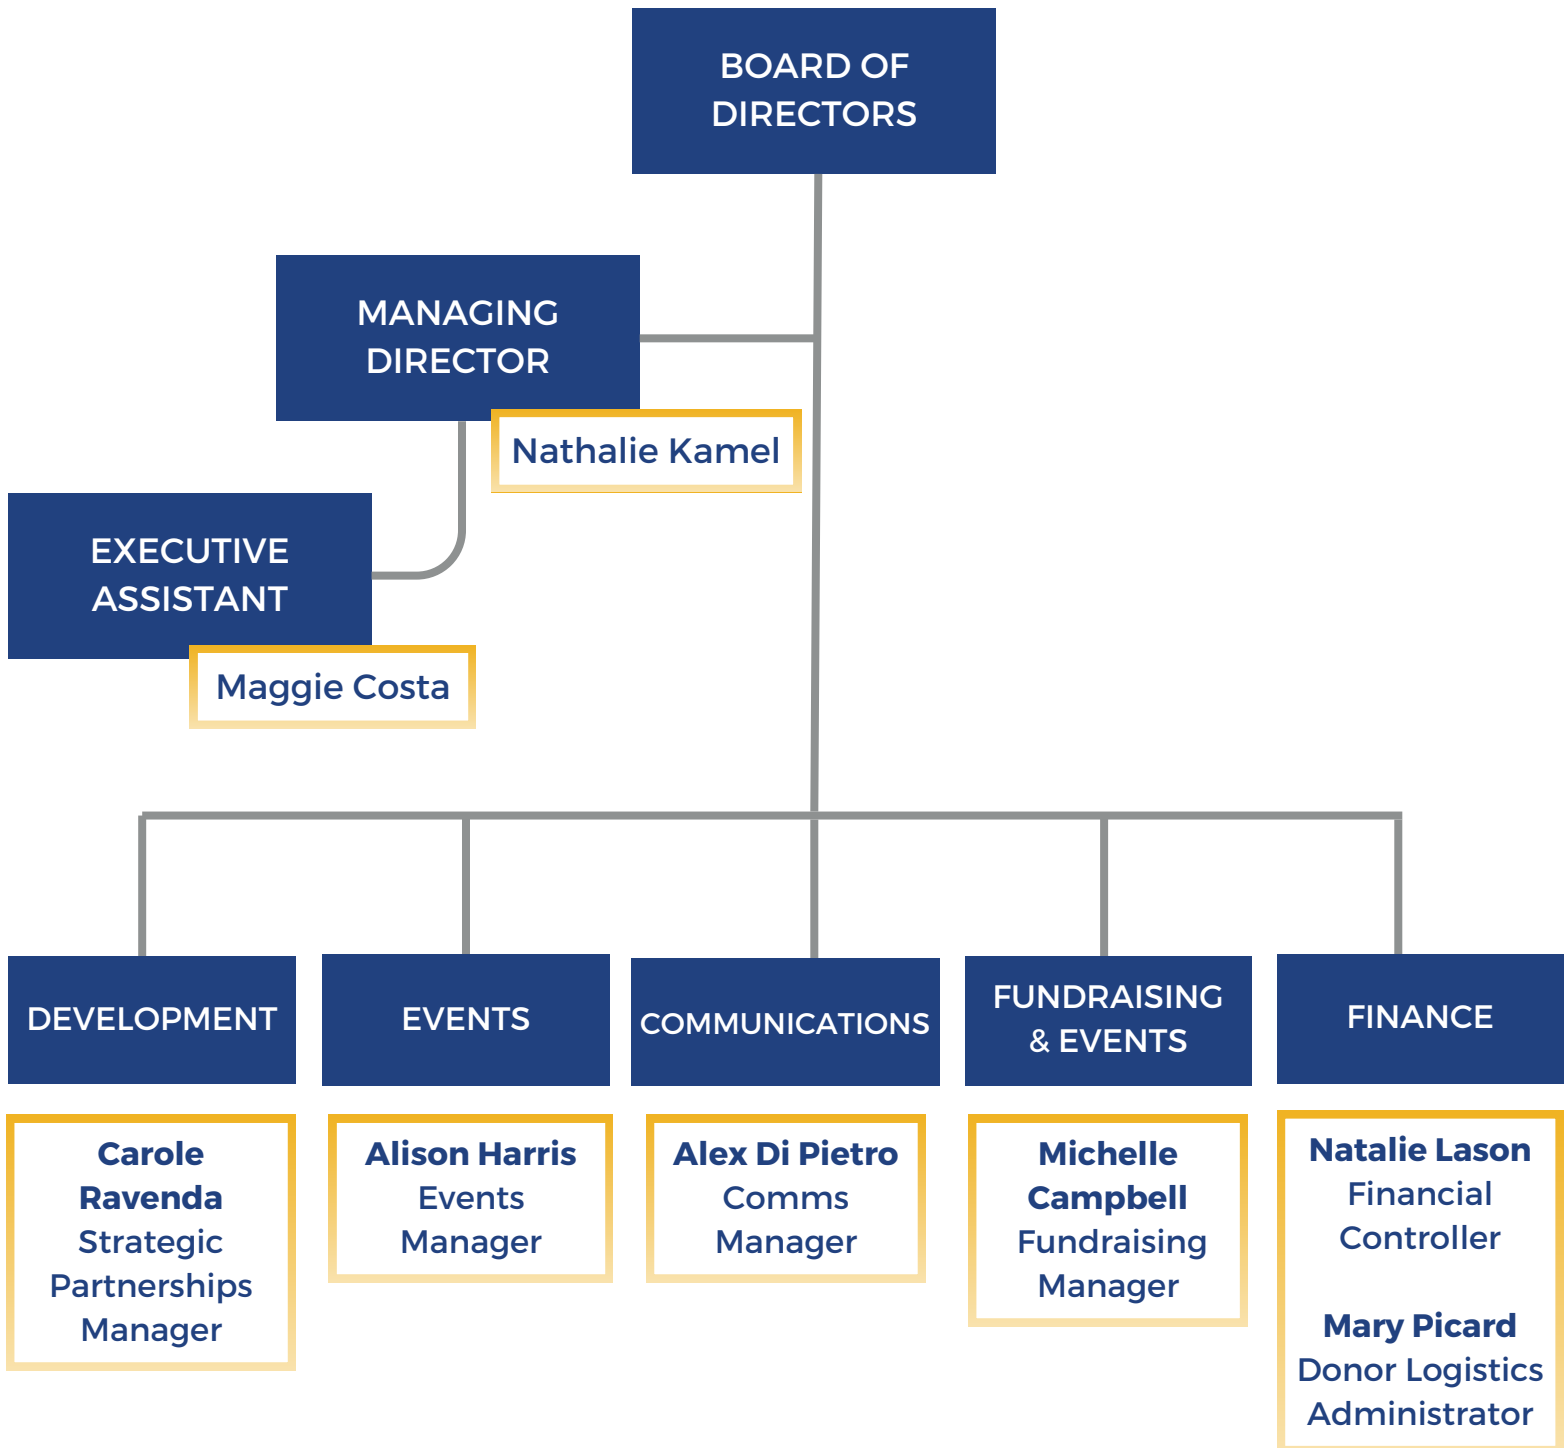 BOARD OF
DIRECTORS
MANAGING
DIRECTOR
Nathalie Kamel
EXECUTIVE
ASSISTANT
Maggie Costa
DEVELOPMENT
Carole
Ravenda
Strategic
Partnerships
Manager
EVENTS
Alison Harris
Events
Manager
COMMUNICATIONS
Alex Di Pietro
Comms
Manager
FUNDRAISING
& EVENTS
Michelle
Campbell
Fundraising
Manager
FINANCE
Natalie Lason
Financial
Controller
Mary Picard
Donor Logistics
Administrator